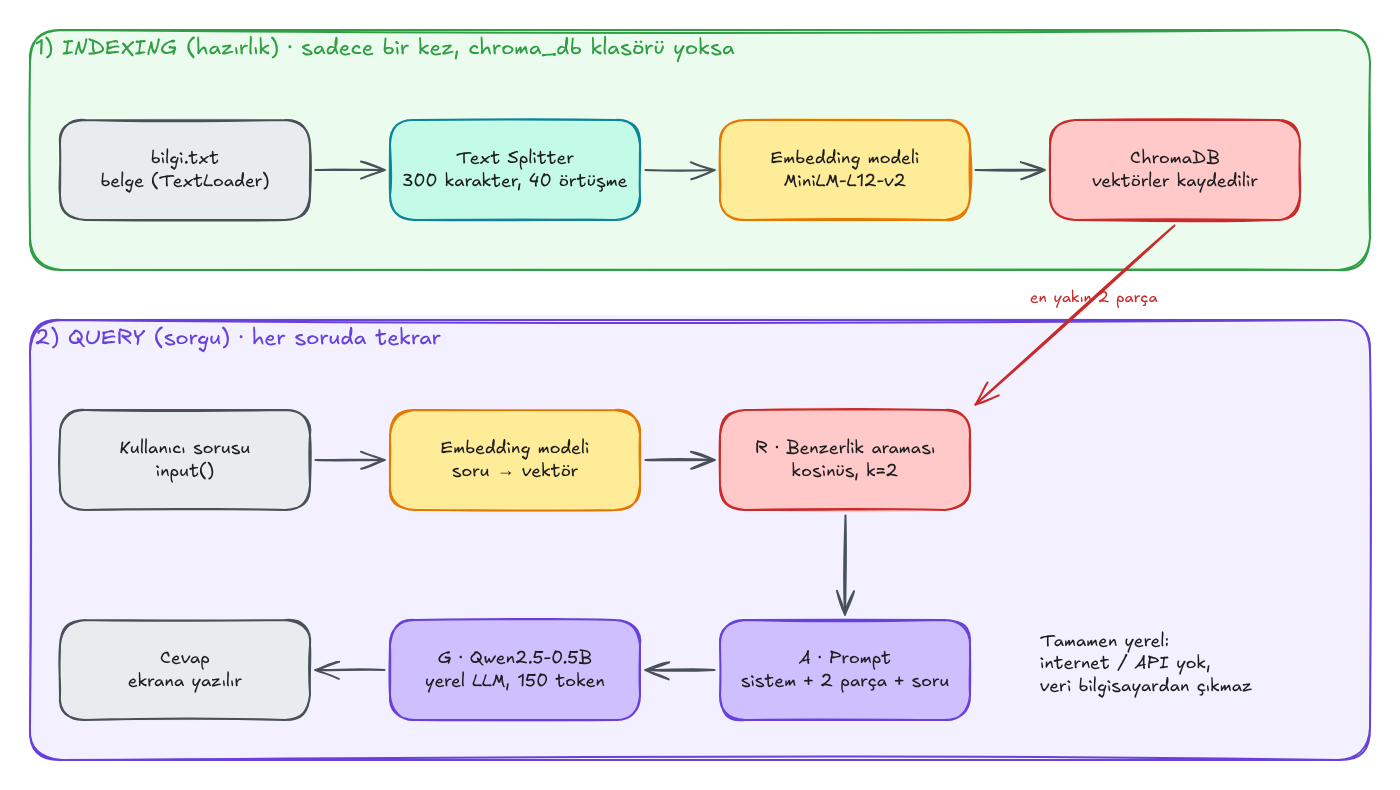 1) INDEXING (hazırlık) · sadece bir kez, chroma_db klasörü yoksa
bilgi.txt
belge (TextLoader)
Text Splitter
300 karakter, 40 örtüşme
Embedding modeli
MiniLM-L12-v2
ChromaDB
vektörler kaydedilir
en yakın 2 parça
2) QUERY (sorgu) · her soruda tekrar
Kullanıcı sorusu
input()
Embedding modeli
soru → vektör
R · Benzerlik araması
kosinüs, k=2
Cevap
ekrana yazılır
G · Qwen2.5-0.5B
yerel LLM, 150 token
A · Prompt
sistem + 2 parça + soru
Tamamen yerel:
internet / API yok,
veri bilgisayardan çıkmaz